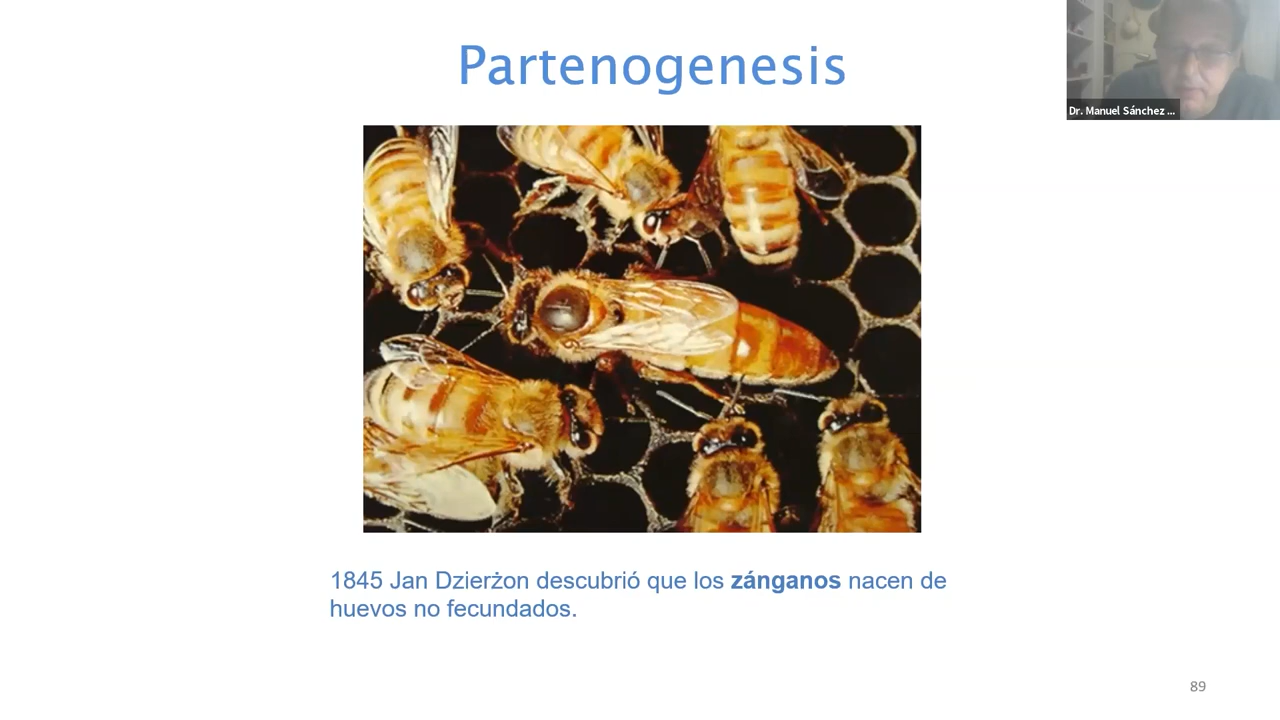 Partenogenesis
Dr. Manuel Sánchez ...
1845 Jan Dzierżon descubrió que los zánganos nacen de
huevos no fecundados.
89